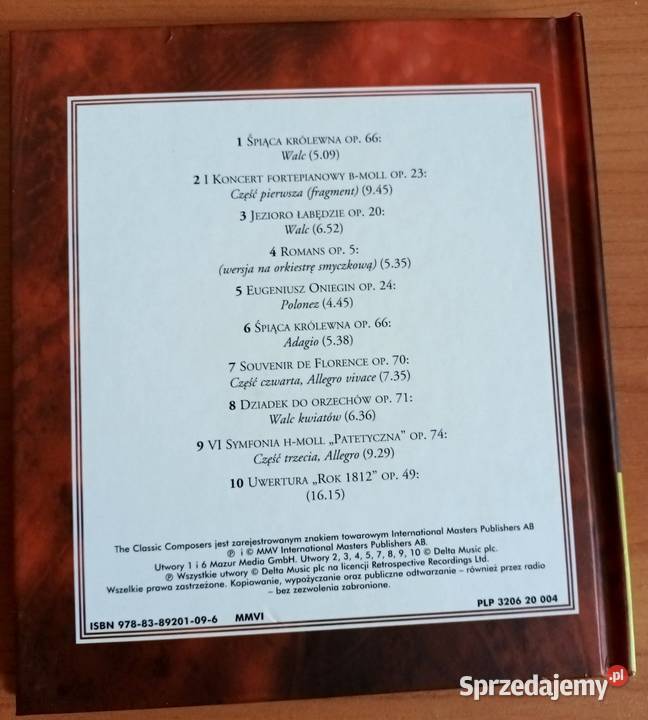 1 Śpiąca królewna op. 66:
Walc (5.09)
2 I Koncert fortepianowy b-moll op. 23:
Część pierwsza (fragment) (9.45)
3 Jezioro łabędzie op. 20:
Walc (6.52)
4 Romans op. 5:
(wersja na orkiestrę smyczkową) (5.35)
5 Eugeniusz Oniegin op. 24:
Polonez (4.45)
6 Śpiąca królewna op. 66:
Adagio (5.38)
7 Souvenir de Florence op. 70:
Część czwarta, Allegro vivace (7.35)
8 Dziadek do orzechów op. 71:
Walc kwiatów (6.36)
9 VI Symfonia h-moll „Patetyczna” op. 74:
Część trzecia, Allegro (9.29)
10 Uwertura „Rok 1812” op. 49:
(16.15)
The Classic Composers jest zarejestrowanym znakiem towarowym International Masters Publishers AB
℗ i © MMV International Masters Publishers AB.
Utwory 1 i 6 Mazur Media GmbH. Utwory 2, 3, 4, 5, 7, 8, 9, 10 © Delta Music plc.
℗ Wszystkie utwory © Delta Music plc na licencji Retrospective Recordings Ltd.
Wszelkie prawa zastrzeżone. Kopiowanie, wypożyczanie oraz publiczne odtwarzanie – również przez radio
– bez zezwolenia zabronione.
ISBN 978-83-89201-09-6 MMVI PLP 3206 20 004
Sprzedajemy.pl